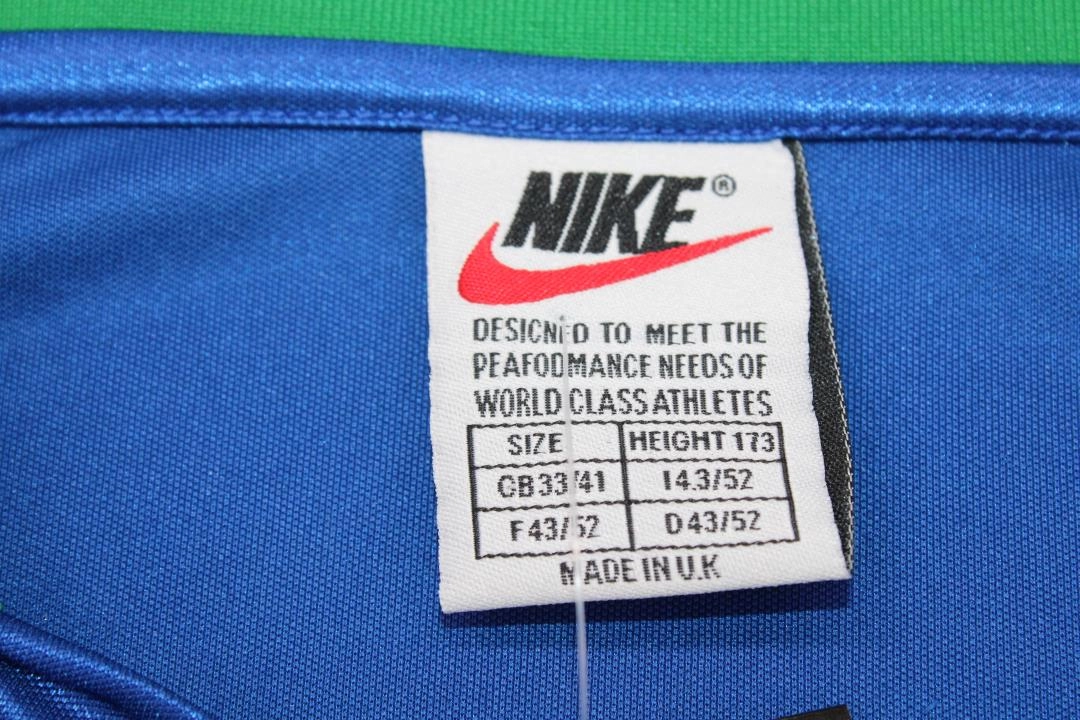 NIKE®
DESIGNED TO MEET THE
PEAFODMANCE NEEDS OF
WORLD CLASS ATHLETES
SIZE HEIGHT 173
GB33/41 I43/52
F43/52 D43/52
MADE IN U.K